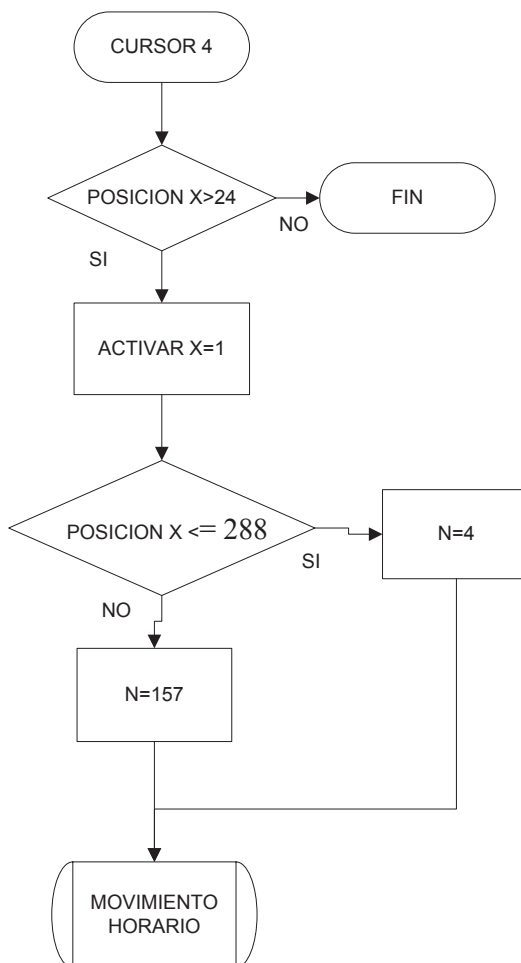 CURSOR 4
POSICION X>24
FIN
NO
SI
ACTIVAR X=1
POSICION X <= 288
N=4
SI
NO
N=157
MOVIMIENTO
HORARIO